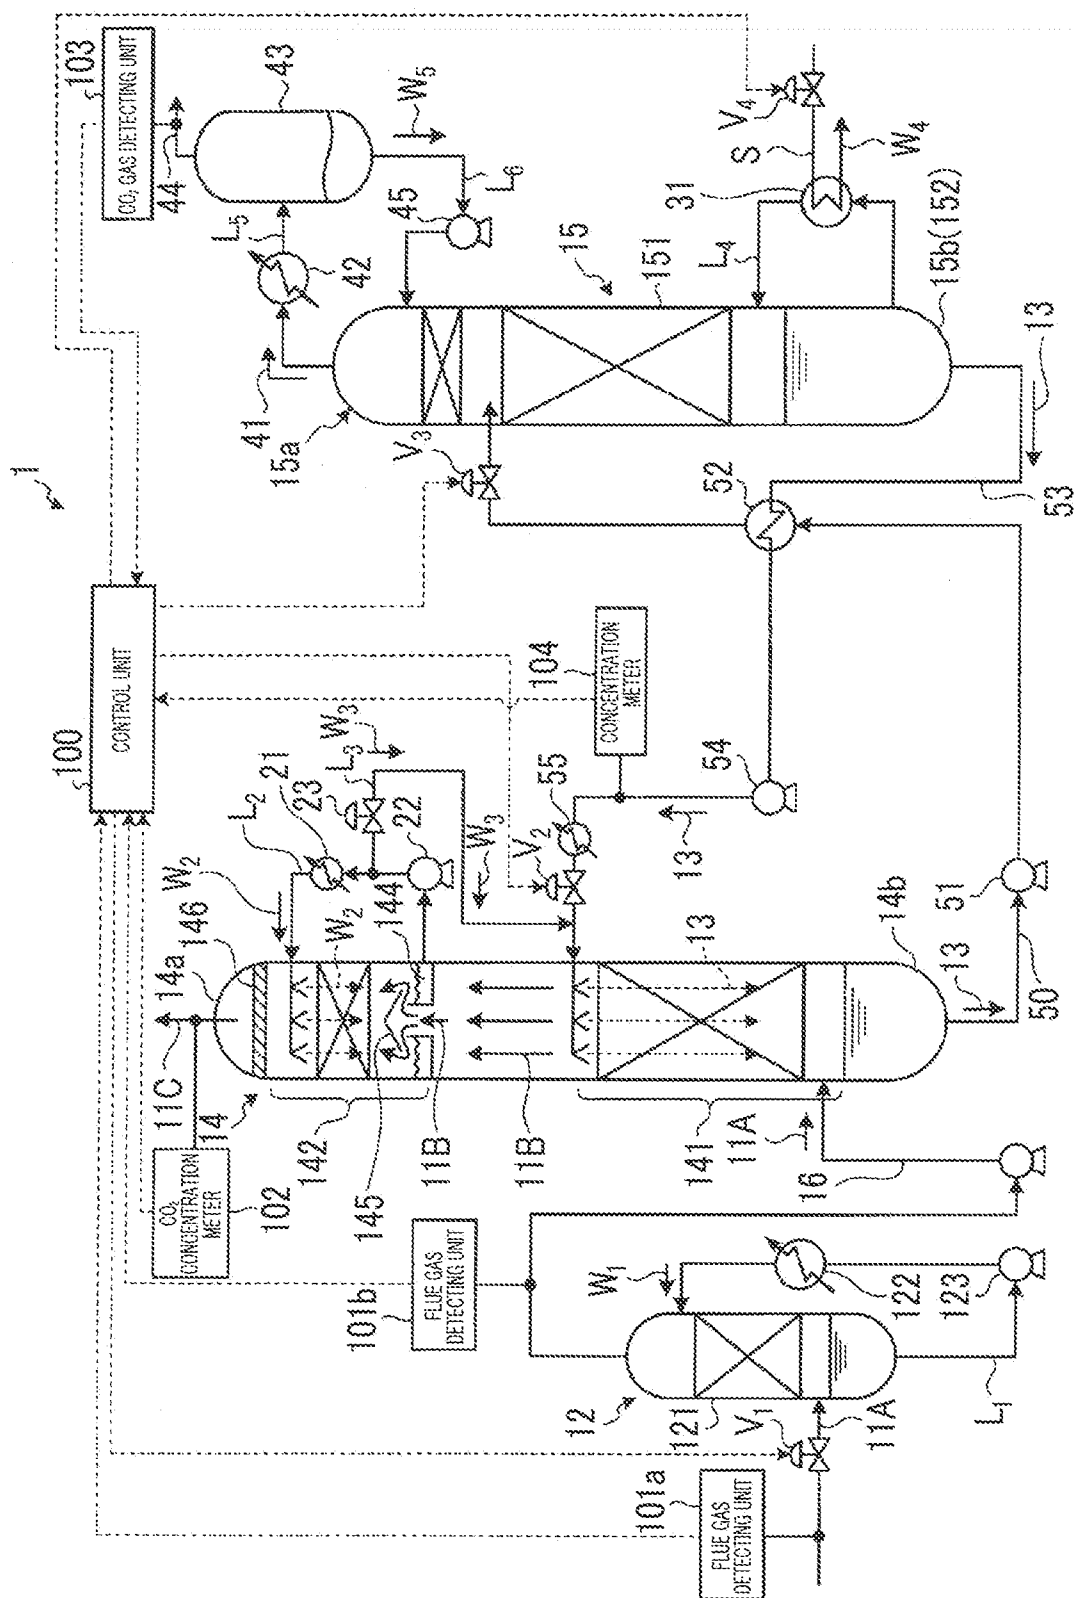 1
100
CONTROL UNIT
103
CO₂ GAS DETECTING UNIT
44
43
W₅
L₅
42
L₆
45
41
15a
15
151
V₃
V₄
S
W₄
31
L₄
15b(152)
13
53
52
104
CONCENTRATION
METER
54
55
13
V₂
W₃
W₃
L₃
23
21
22
L₂
W₂
W₂
144
146
14a
11C
14
142
145
11B
11B
13
14b
141
11A
16
13
50
51
CO₂
CONCENTRATION
METER
102
FLUE GAS
DETECTING UNIT
101b
W₁
122
123
L₁
12
121
V₁
11A
101a
FLUE GAS
DETECTING UNIT